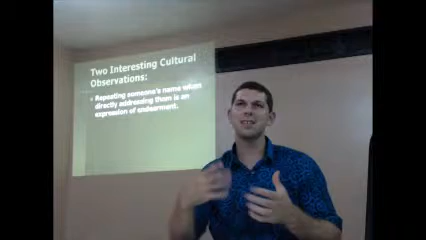 Two Interesting Cultural
Observations:
Repeating someone's name when
directly addressing them is an
expression of endearment.